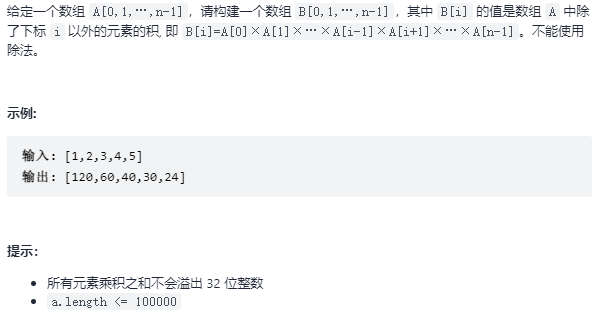 给定一个数组 A[0,1,…,n-1]，请构建一个数组 B[0,1,…,n-1]，其中 B[i] 的值是数组 A 中除
了下标 i 以外的元素的积, 即 B[i]=A[0]×A[1]×…×A[i-1]×A[i+1]×…×A[n-1]。不能使用
除法。
示例:
输入: [1,2,3,4,5]
输出: [120,60,40,30,24]
提示：
• 所有元素乘积之和不会溢出 32 位整数
• a.length <= 100000